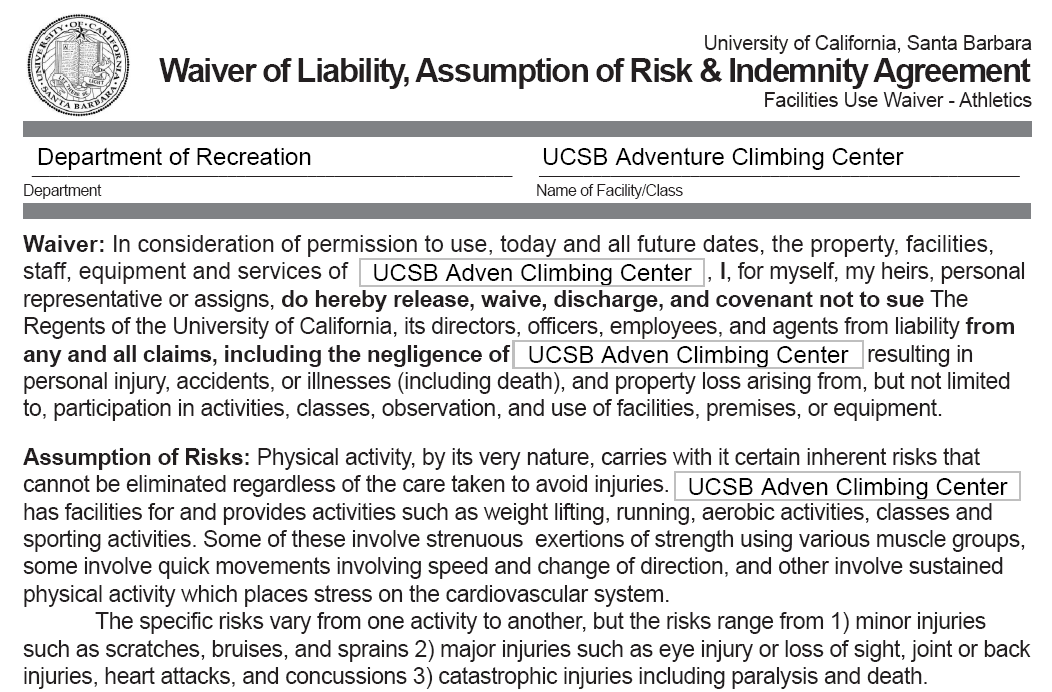 UNIVERSITY OF CALIFORNIA
SANTA BARBARA
University of California, Santa Barbara
Waiver of Liability, Assumption of Risk & Indemnity Agreement
Facilities Use Waiver - Athletics
Department of Recreation UCSB Adventure Climbing Center
Department Name of Facility/Class
Waiver: In consideration of permission to use, today and all future dates, the property, facilities,
staff, equipment and services of UCSB Adven Climbing Center , I, for myself, my heirs, personal
representative or assigns, do hereby release, waive, discharge, and covenant not to sue The
Regents of the University of California, its directors, officers, employees, and agents from liability from
any and all claims, including the negligence of UCSB Adven Climbing Center resulting in
personal injury, accidents, or illnesses (including death), and property loss arising from, but not limited
to, participation in activities, classes, observation, and use of facilities, premises, or equipment.
Assumption of Risks: Physical activity, by its very nature, carries with it certain inherent risks that
cannot be eliminated regardless of the care taken to avoid injuries. UCSB Adven Climbing Center
has facilities for and provides activities such as weight lifting, running, aerobic activities, classes and
sporting activities. Some of these involve strenuous exertions of strength using various muscle groups,
some involve quick movements involving speed and change of direction, and other involve sustained
physical activity which places stress on the cardiovascular system.
The specific risks vary from one activity to another, but the risks range from 1) minor injuries
such as scratches, bruises, and sprains 2) major injuries such as eye injury or loss of sight, joint or back
injuries, heart attacks, and concussions 3) catastrophic injuries including paralysis and death.